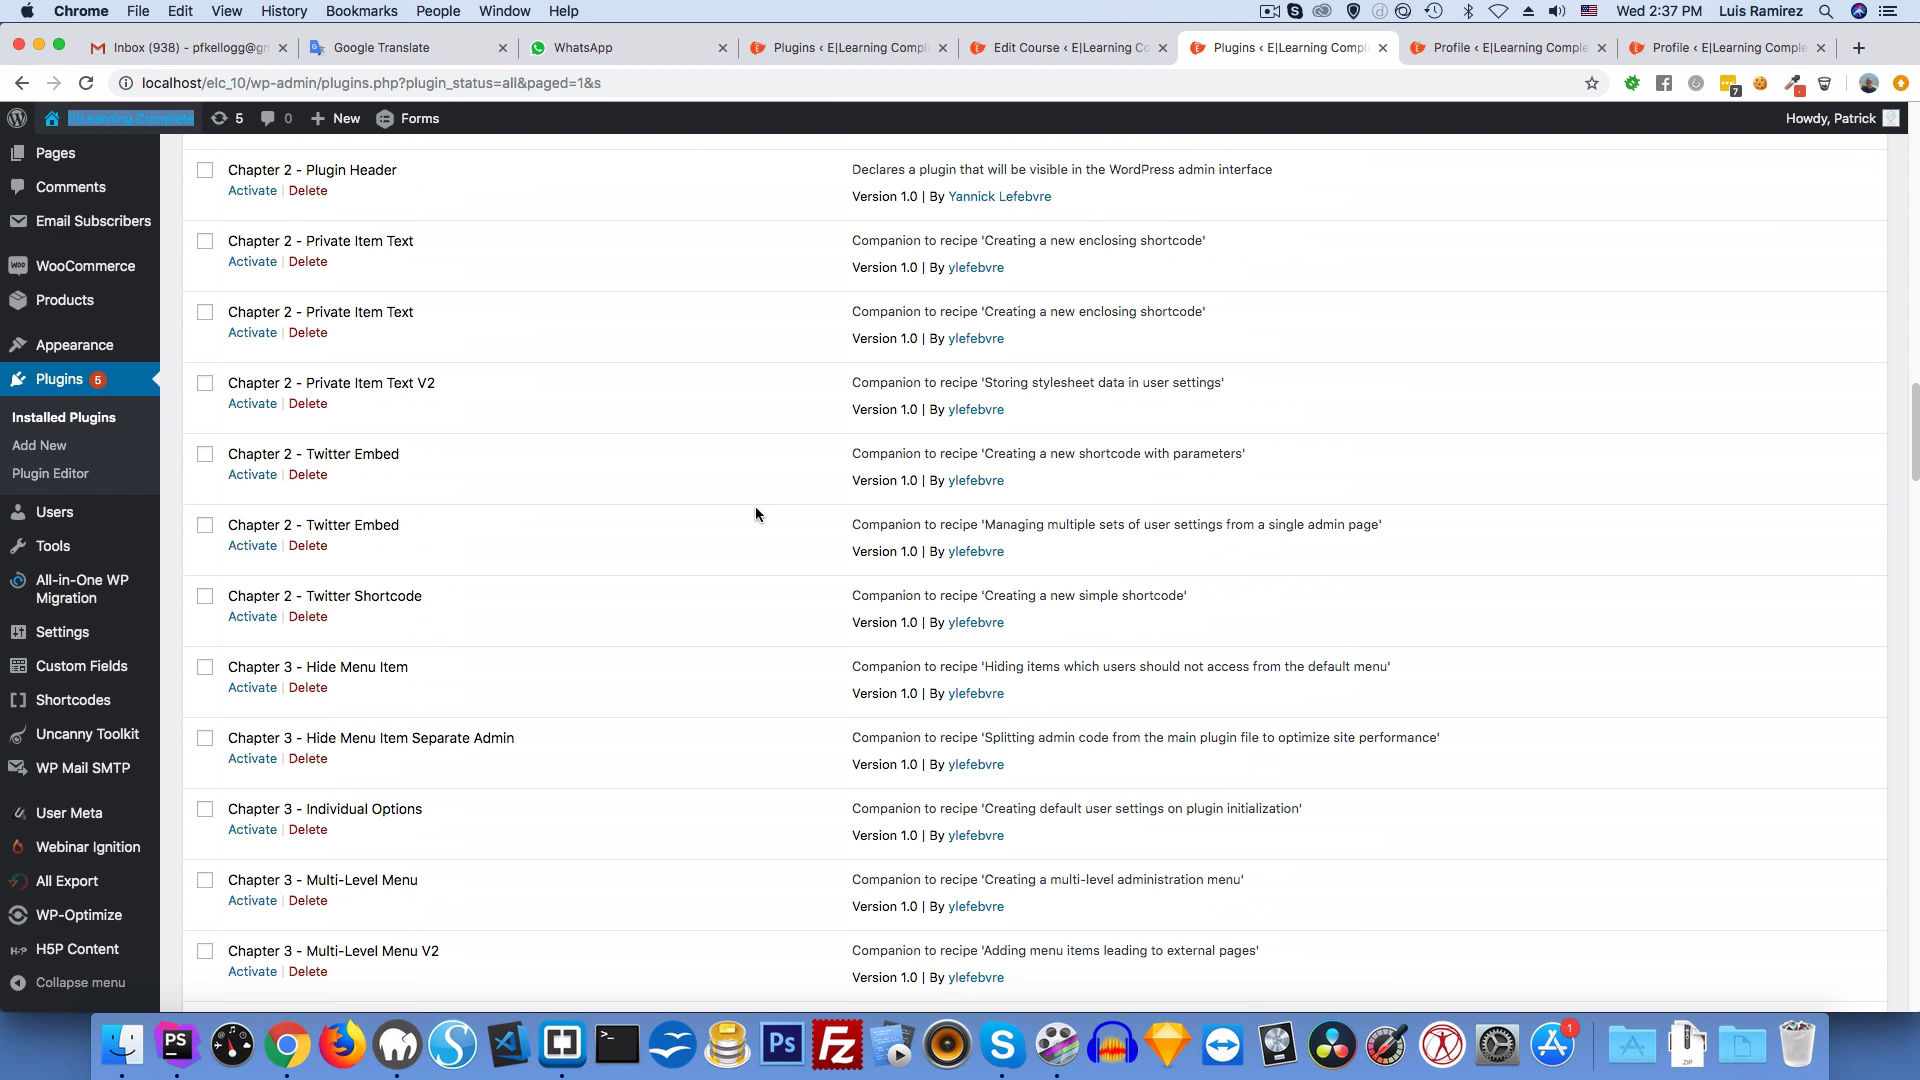 Chrome File Edit View History Bookmarks People Window Help Wed 2:37 PM Luis Ramirez
Inbox (938) - pfkellogg@gm Google Translate WhatsApp Plugins ‹ E|Learning Comple Edit Course ‹ E|Learning Co Plugins ‹ E|Learning Comple Profile ‹ E|Learning Comple Profile ‹ E|Learning Comple
localhost/elc_10/wp-admin/plugins.php?plugin_status=all&paged=1&s 7
E|Learning Complete 5 0 New Forms Howdy, Patrick
Pages
Comments
Email Subscribers
WooCommerce
Products
Appearance
Plugins 5
Installed Plugins
Add New
Plugin Editor
Users
Tools
All-in-One WP
Migration
Settings
Custom Fields
Shortcodes
Uncanny Toolkit
WP Mail SMTP
User Meta
Webinar Ignition
All Export
WP-Optimize
H5P Content
Collapse menu
Chapter 2 - Plugin Header Declares a plugin that will be visible in the WordPress admin interface
Activate | Delete Version 1.0 | By Yannick Lefebvre
Chapter 2 - Private Item Text Companion to recipe 'Creating a new enclosing shortcode'
Activate | Delete Version 1.0 | By ylefebvre
Chapter 2 - Private Item Text Companion to recipe 'Creating a new enclosing shortcode'
Activate | Delete Version 1.0 | By ylefebvre
Chapter 2 - Private Item Text V2 Companion to recipe 'Storing stylesheet data in user settings'
Activate | Delete Version 1.0 | By ylefebvre
Chapter 2 - Twitter Embed Companion to recipe 'Creating a new shortcode with parameters'
Activate | Delete Version 1.0 | By ylefebvre
Chapter 2 - Twitter Embed Companion to recipe 'Managing multiple sets of user settings from a single admin page'
Activate | Delete Version 1.0 | By ylefebvre
Chapter 2 - Twitter Shortcode Companion to recipe 'Creating a new simple shortcode'
Activate | Delete Version 1.0 | By ylefebvre
Chapter 3 - Hide Menu Item Companion to recipe 'Hiding items which users should not access from the default menu'
Activate | Delete Version 1.0 | By ylefebvre
Chapter 3 - Hide Menu Item Separate Admin Companion to recipe 'Splitting admin code from the main plugin file to optimize site performance'
Activate | Delete Version 1.0 | By ylefebvre
Chapter 3 - Individual Options Companion to recipe 'Creating default user settings on plugin initialization'
Activate | Delete Version 1.0 | By ylefebvre
Chapter 3 - Multi-Level Menu Companion to recipe 'Creating a multi-level administration menu'
Activate | Delete Version 1.0 | By ylefebvre
Chapter 3 - Multi-Level Menu V2 Companion to recipe 'Adding menu items leading to external pages'
Activate | Delete Version 1.0 | By ylefebvre
PS Ps Fz 1 ZIP